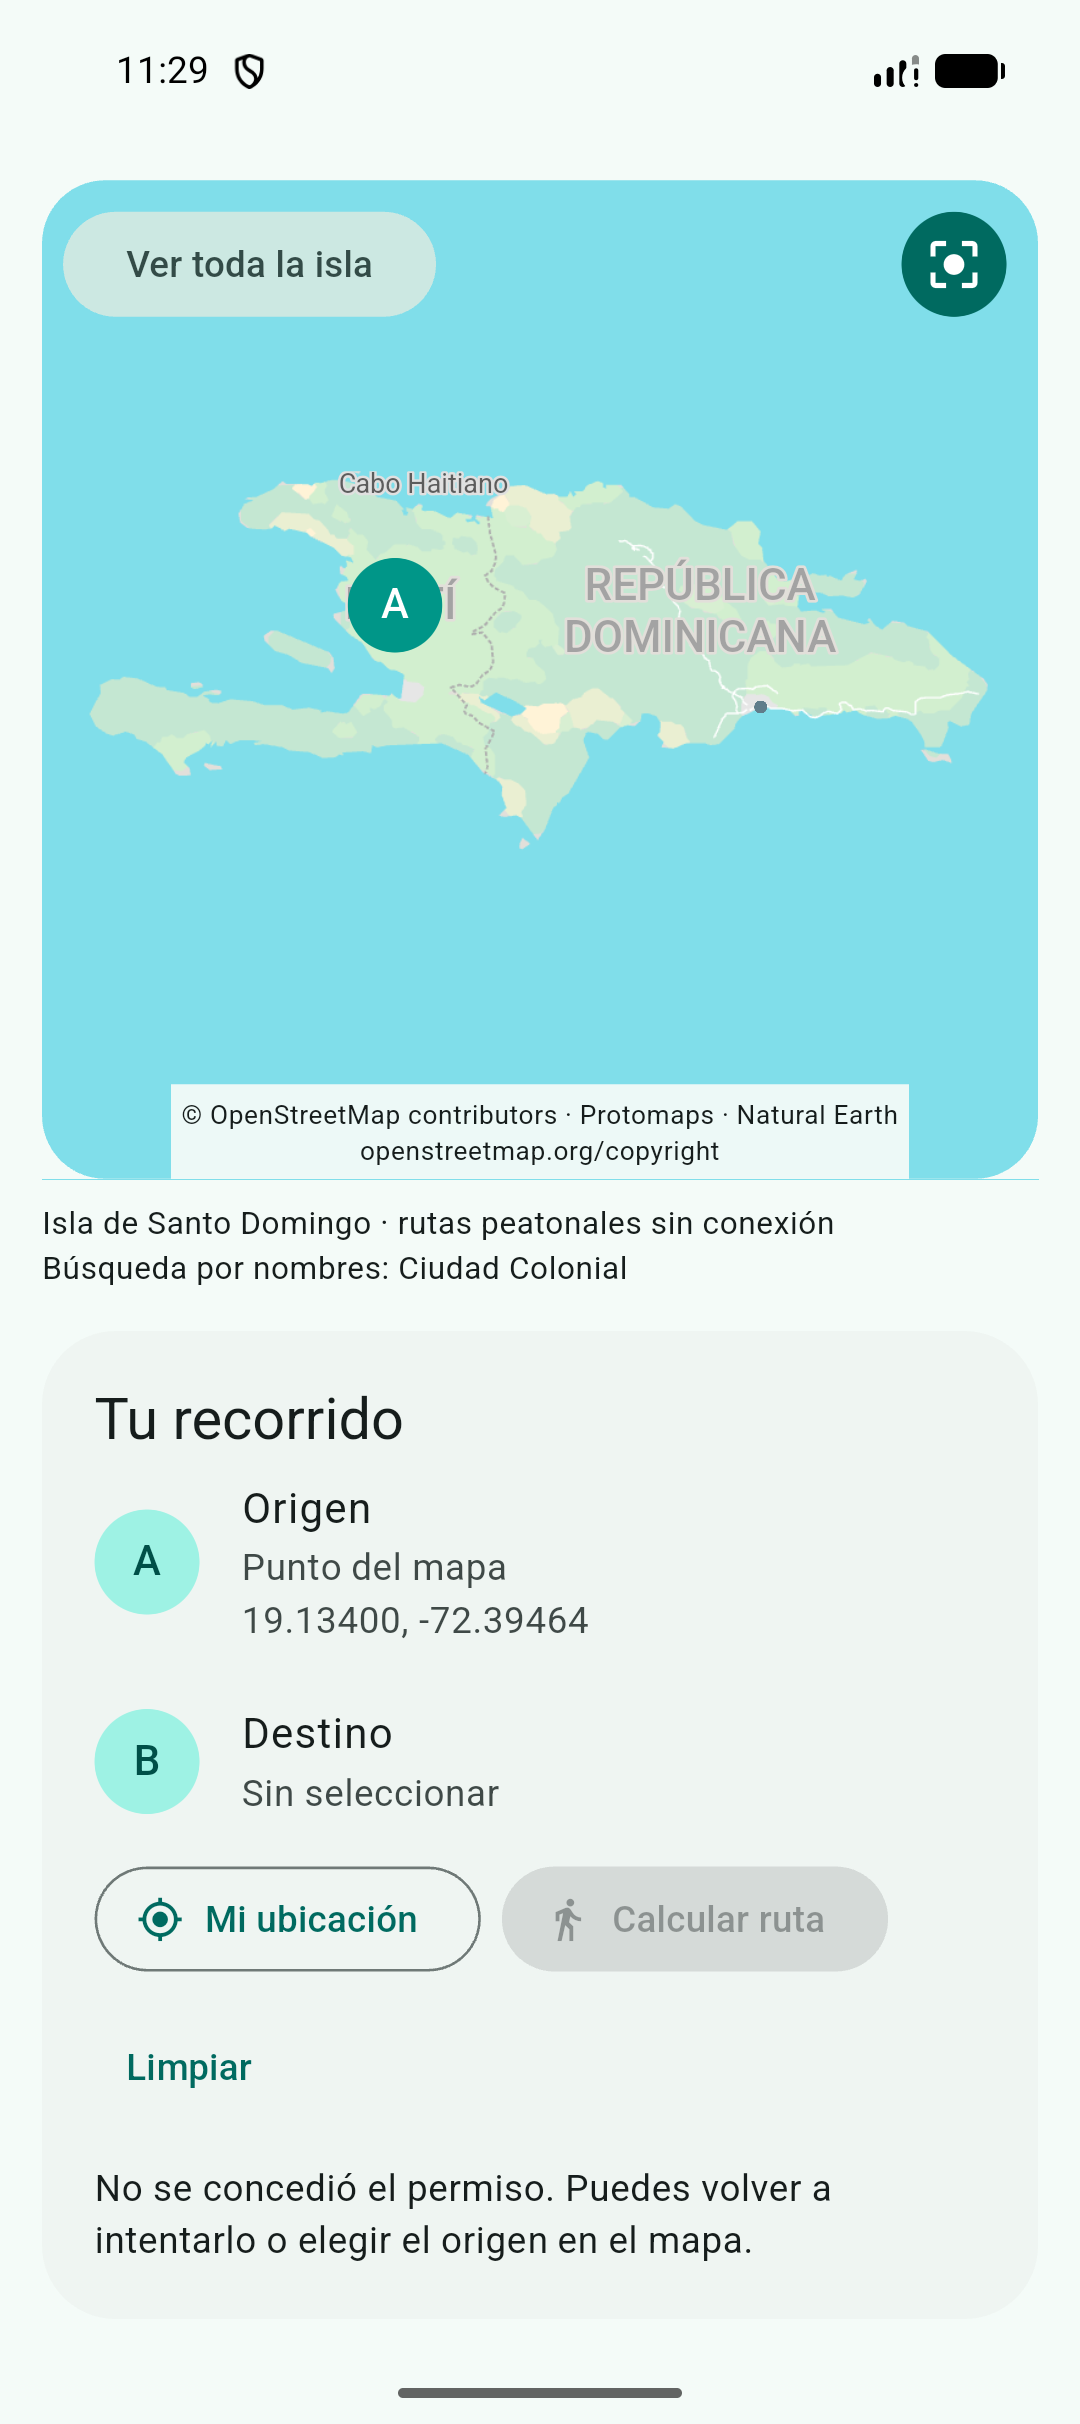 11:29
Ver toda la isla
Cabo Haitiano
A
Í
REPÚBLICA
DOMINICANA
© OpenStreetMap contributors · Protomaps · Natural Earth
openstreetmap.org/copyright
Isla de Santo Domingo · rutas peatonales sin conexión
Búsqueda por nombres: Ciudad Colonial
Tu recorrido
A
Origen
Punto del mapa
19.13400, -72.39464
B
Destino
Sin seleccionar
Mi ubicación
Calcular ruta
Limpiar
No se concedió el permiso. Puedes volver a
intentarlo o elegir el origen en el mapa.